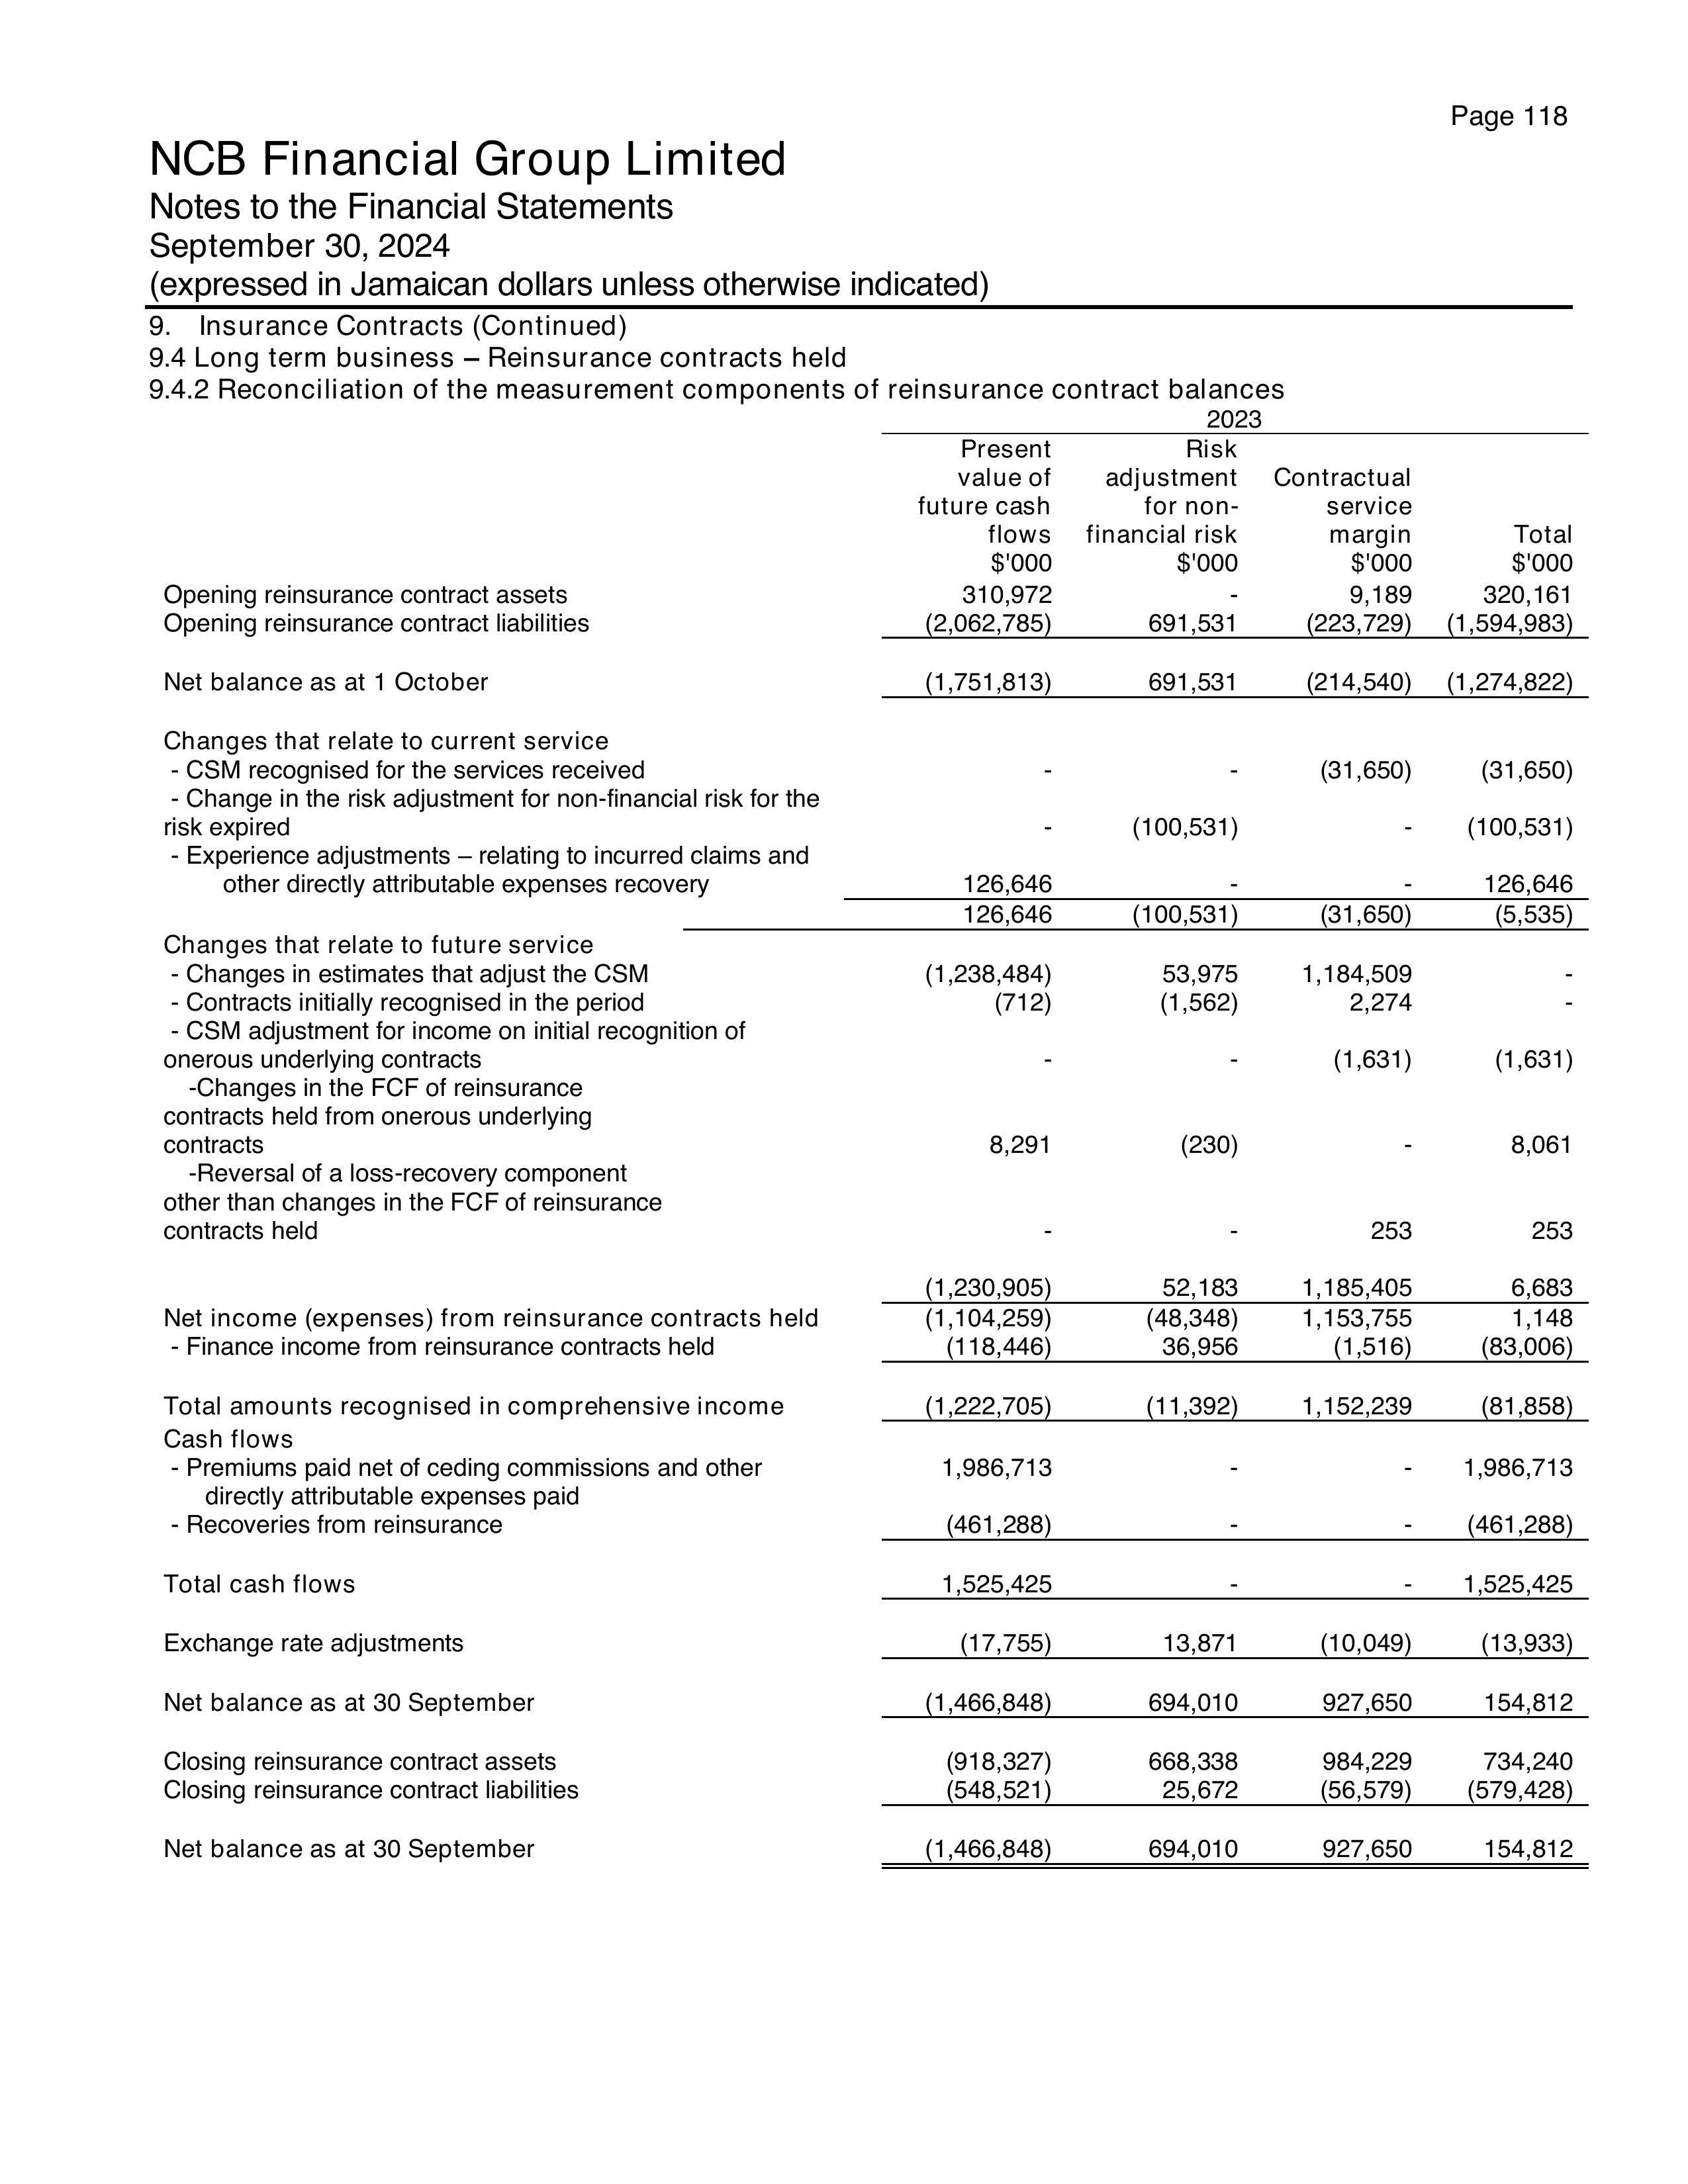 Page 118
NCB Financial Group Limited
Notes to the Financial Statements
September 30, 2024
(expressed in Jamaican dollars unless otherwise indicated)
9. Insurance Contracts (Continued)
9.4 Long term business – Reinsurance contracts held
9.4.2 Reconciliation of the measurement components of reinsurance contract balances
2023
Present Risk
value of adjustment Contractual
future cash for non- service
flows financial risk margin Total
$'000 $'000 $'000 $'000
Opening reinsurance contract assets 310,972 - 9,189 320,161
Opening reinsurance contract liabilities (2,062,785) 691,531 (223,729) (1,594,983)
Net balance as at 1 October (1,751,813) 691,531 (214,540) (1,274,822)
Changes that relate to current service
- CSM recognised for the services received - - (31,650) (31,650)
- Change in the risk adjustment for non-financial risk for the
risk expired - (100,531) - (100,531)
- Experience adjustments – relating to incurred claims and
other directly attributable expenses recovery 126,646 - - 126,646
126,646 (100,531) (31,650) (5,535)
Changes that relate to future service
- Changes in estimates that adjust the CSM (1,238,484) 53,975 1,184,509 -
- Contracts initially recognised in the period (712) (1,562) 2,274 -
- CSM adjustment for income on initial recognition of
onerous underlying contracts - - (1,631) (1,631)
-Changes in the FCF of reinsurance
contracts held from onerous underlying
contracts 8,291 (230) - 8,061
-Reversal of a loss-recovery component
other than changes in the FCF of reinsurance
contracts held - - 253 253
(1,230,905) 52,183 1,185,405 6,683
Net income (expenses) from reinsurance contracts held (1,104,259) (48,348) 1,153,755 1,148
- Finance income from reinsurance contracts held (118,446) 36,956 (1,516) (83,006)
Total amounts recognised in comprehensive income (1,222,705) (11,392) 1,152,239 (81,858)
Cash flows
- Premiums paid net of ceding commissions and other 1,986,713 - - 1,986,713
directly attributable expenses paid
- Recoveries from reinsurance (461,288) - - (461,288)
Total cash flows 1,525,425 - - 1,525,425
Exchange rate adjustments (17,755) 13,871 (10,049) (13,933)
Net balance as at 30 September (1,466,848) 694,010 927,650 154,812
Closing reinsurance contract assets (918,327) 668,338 984,229 734,240
Closing reinsurance contract liabilities (548,521) 25,672 (56,579) (579,428)
Net balance as at 30 September (1,466,848) 694,010 927,650 154,812